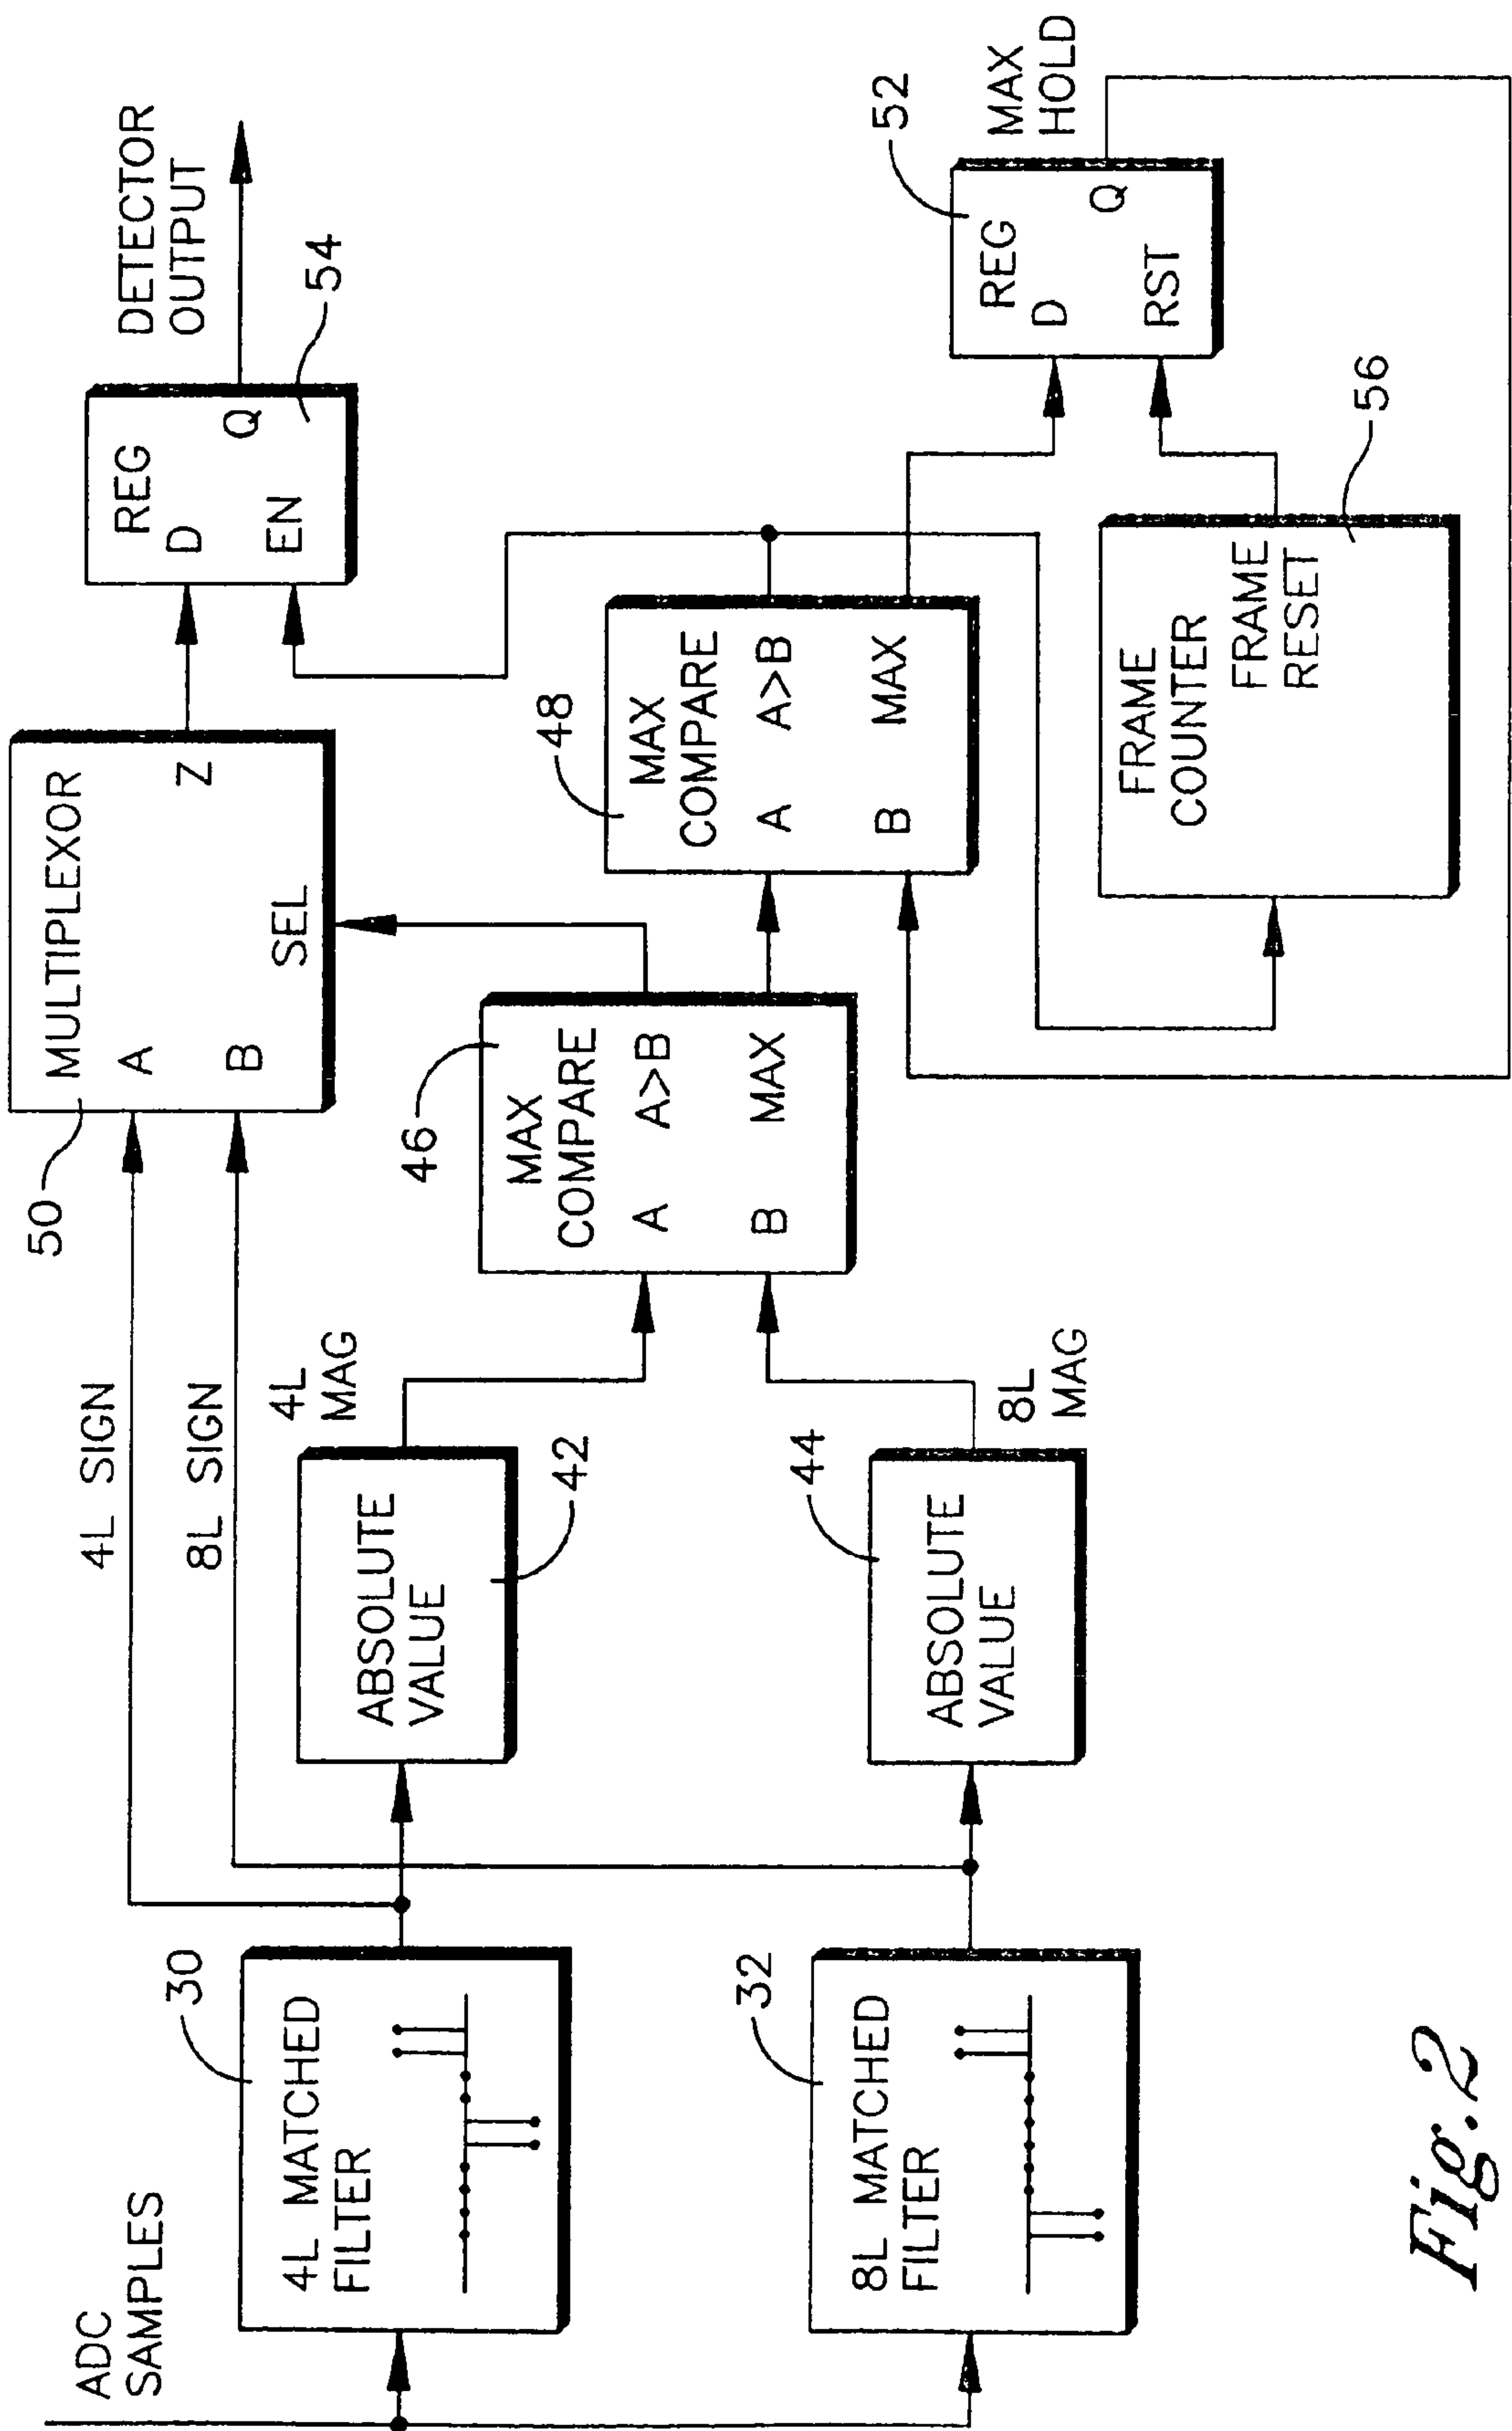 ADC
SAMPLES
30
4L MATCHED
FILTER
32
8L MATCHED
FILTER
4L SIGN
8L SIGN
ABSOLUTE
VALUE
42
4L
MAG
44
ABSOLUTE
VALUE
8L
MAG
50
MULTIPLEXOR
A
B
SEL
Z
46
MAX
COMPARE
A
A>B
B
MAX
48
MAX
COMPARE
A
A>B
B
MAX
REG
D
EN
Q
54
DETECTOR
OUTPUT
FRAME
COUNTER
FRAME
RESET
56
52
REG
D
RST
Q
MAX
HOLD
Fig.2